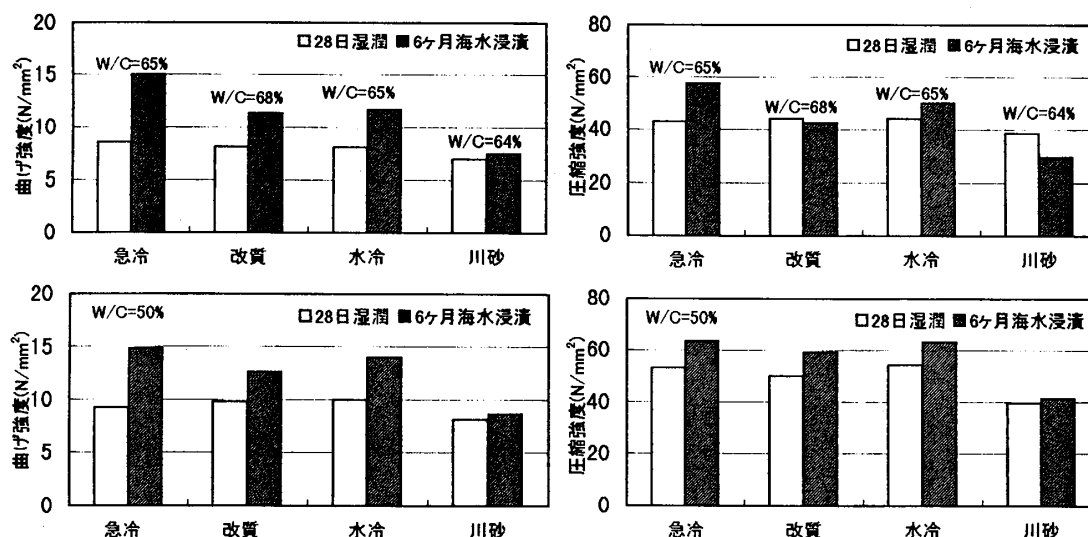 曲げ強度(N/mm²)
20
15
10
5
0
□28日湿潤 ■6ヶ月海水浸漬
W/C=65%
W/C=68%
W/C=65%
W/C=64%
急冷 改質 水冷 川砂
圧縮強度(N/mm²)
80
60
40
20
0
□28日湿潤 ■6ヶ月海水浸漬
W/C=65%
W/C=68%
W/C=65%
W/C=64%
急冷 改質 水冷 川砂
曲げ強度(N/mm²)
20
15
10
5
0
W/C=50%
□28日湿潤 ■6ヶ月海水浸漬
急冷 改質 水冷 川砂
圧縮強度(N/mm²)
80
60
40
20
0
W/C=50%
□28日湿潤 ■6ヶ月海水浸漬
急冷 改質 水冷 川砂